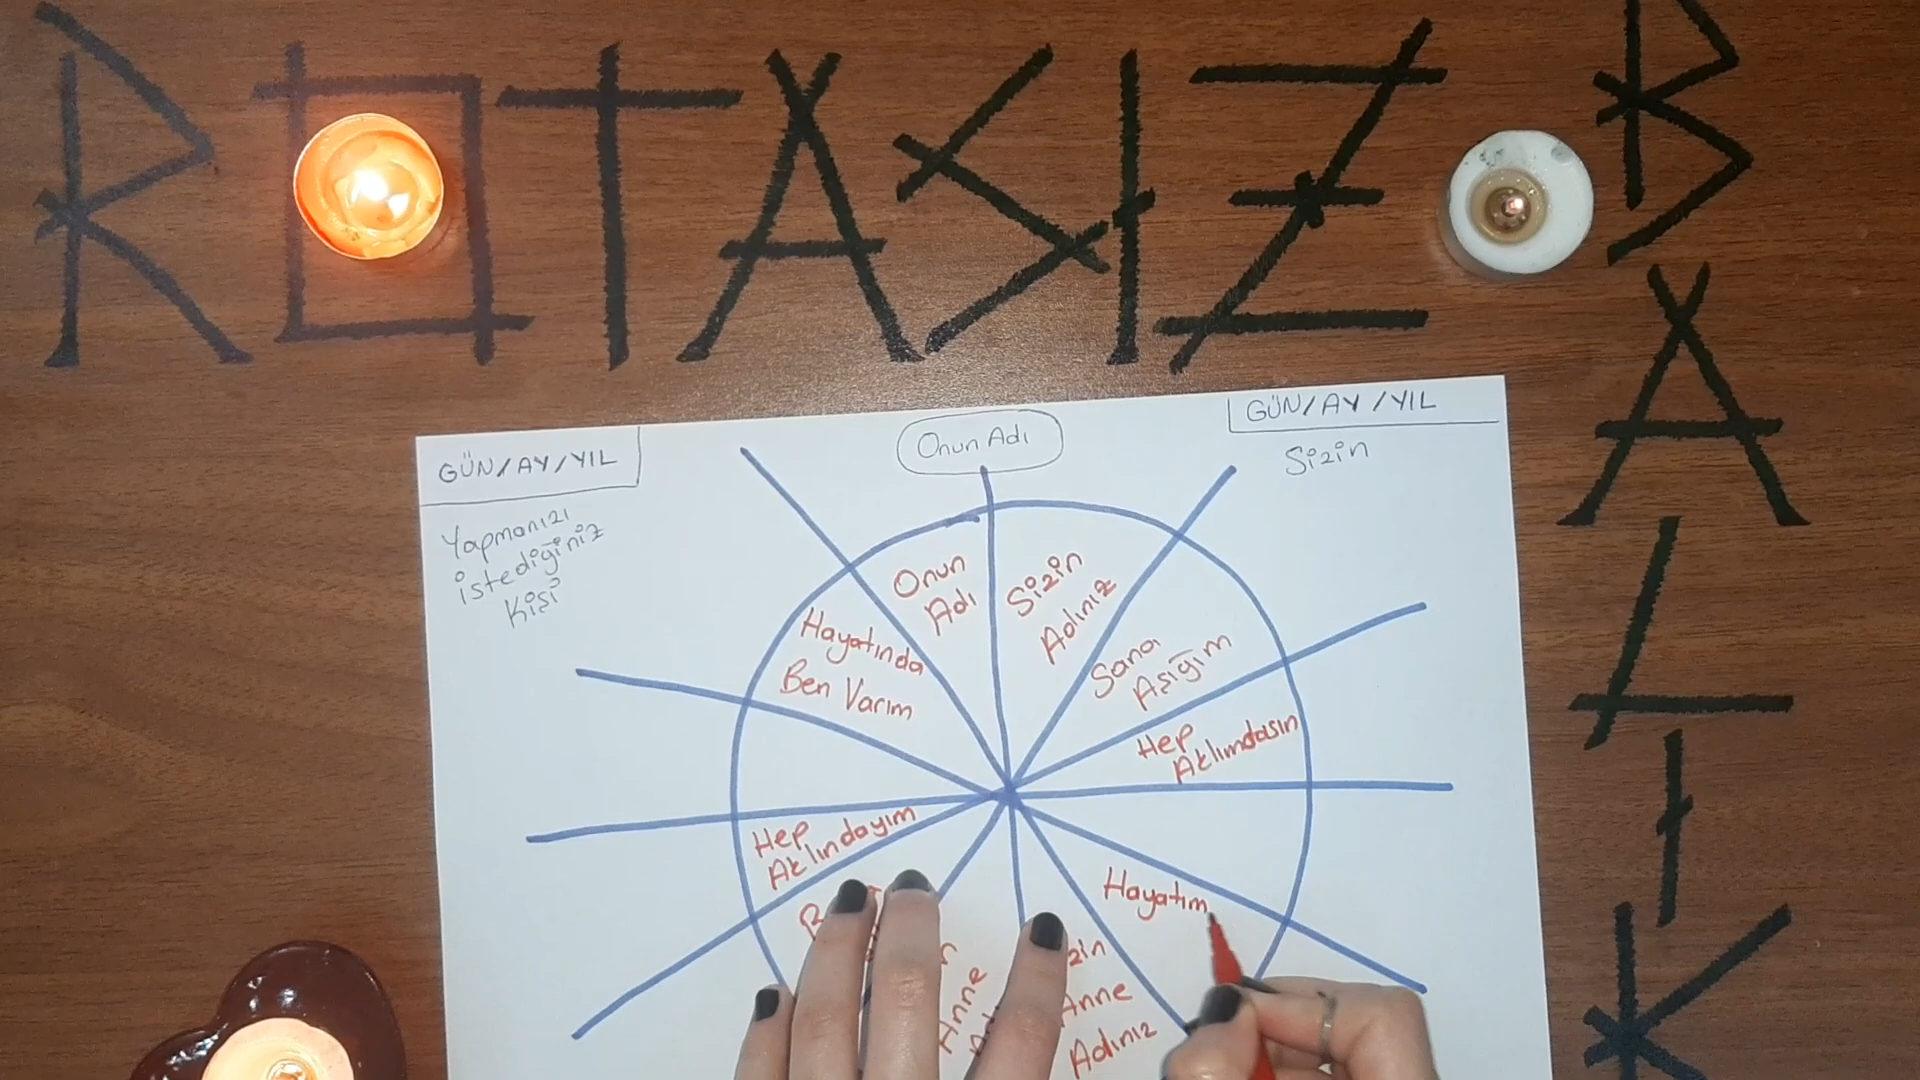 ROTASIZ
BALIK
GÜN/AY/YIL
Onun Adı
GÜN/AY/YIL
Sizin
Yapmanızı
istediğiniz
Kişi
Onun
Adı
Sizin
Adınız
Hayatında
Ben Varım
Sana
Aşığım
Hep
Aklımdasın
Hep
Aklındayım
Hayatım
Anne
Anne
Adınız